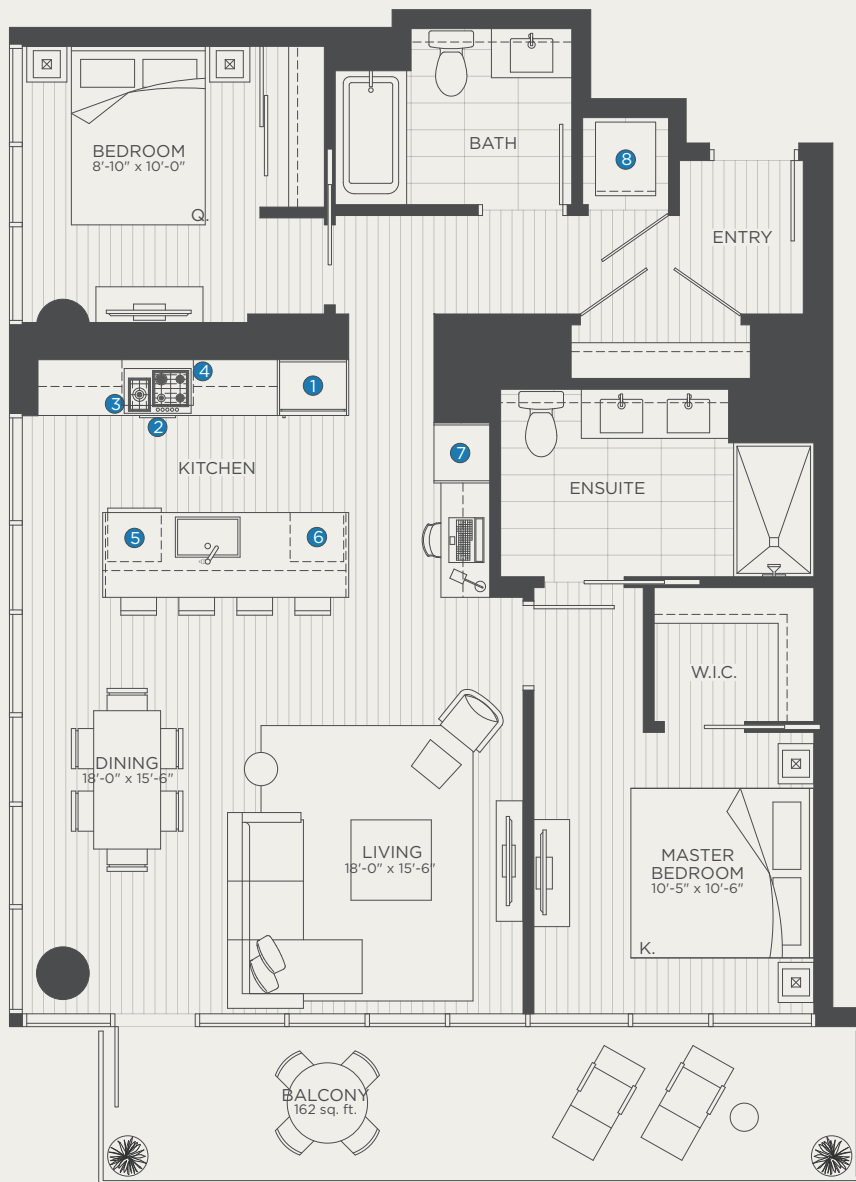 BEDROOM
8'-10" x 10'-0"
Q.
BATH
8
ENTRY
4
1
3
2
KITCHEN
7
ENSUITE
5
6
W.I.C.
DINING
18'-0" x 15'-6"
LIVING
18'-0" x 15'-6"
MASTER
BEDROOM
10'-5" x 10'-6"
K.
BALCONY
162 sq. ft.